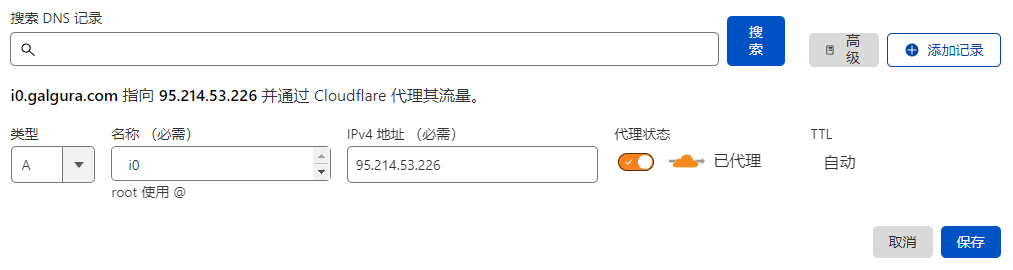 搜索 DNS 记录
搜
索
高
级
添加记录
i0.galgura.com 指向 95.214.53.226 并通过 Cloudflare 代理其流量。
类型 名称 （必需） IPv4 地址 （必需） 代理状态 TTL
A i0 95.214.53.226 已代理 自动
root 使用 @
取消 保存